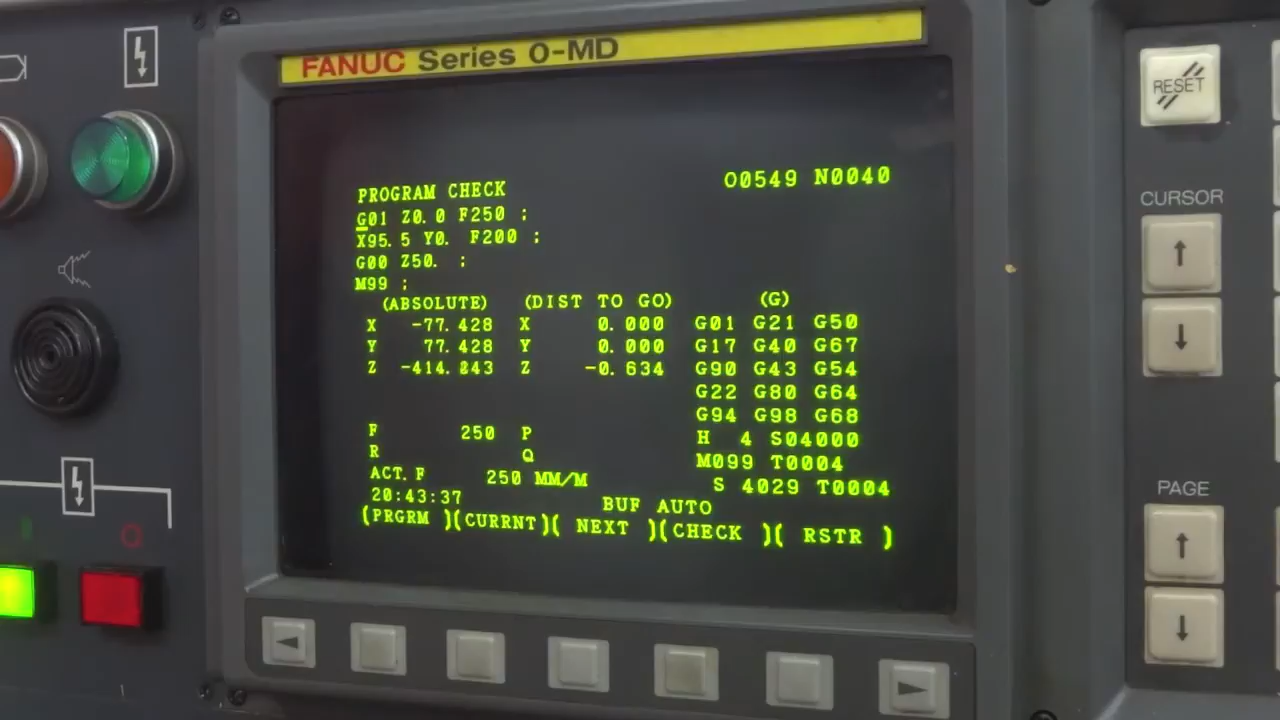 FANUC Series 0-MD
PROGRAM CHECK O0549 N0040
G01 Z0.0 F250 ;
X95.5 Y0. F200 ;
G00 Z50. ;
M99 ;
(ABSOLUTE) (DIST TO GO) (G)
X -77.428 X 0.000 G01 G21 G50
Y 77.428 Y 0.000 G17 G40 G67
Z Z -0.634 G90 G43 G54
G22 G80 G64
F 250 P G94 G98 G68
R Q H 4 S04000
ACT.F 250 MM/M M099 T0004
20:43:37 BUF AUTO S 4029 T0004
(PRGRM )(CURRNT)( NEXT )(CHECK )( RSTR )
RESET
CURSOR
↑
↓
PAGE
↑
↓